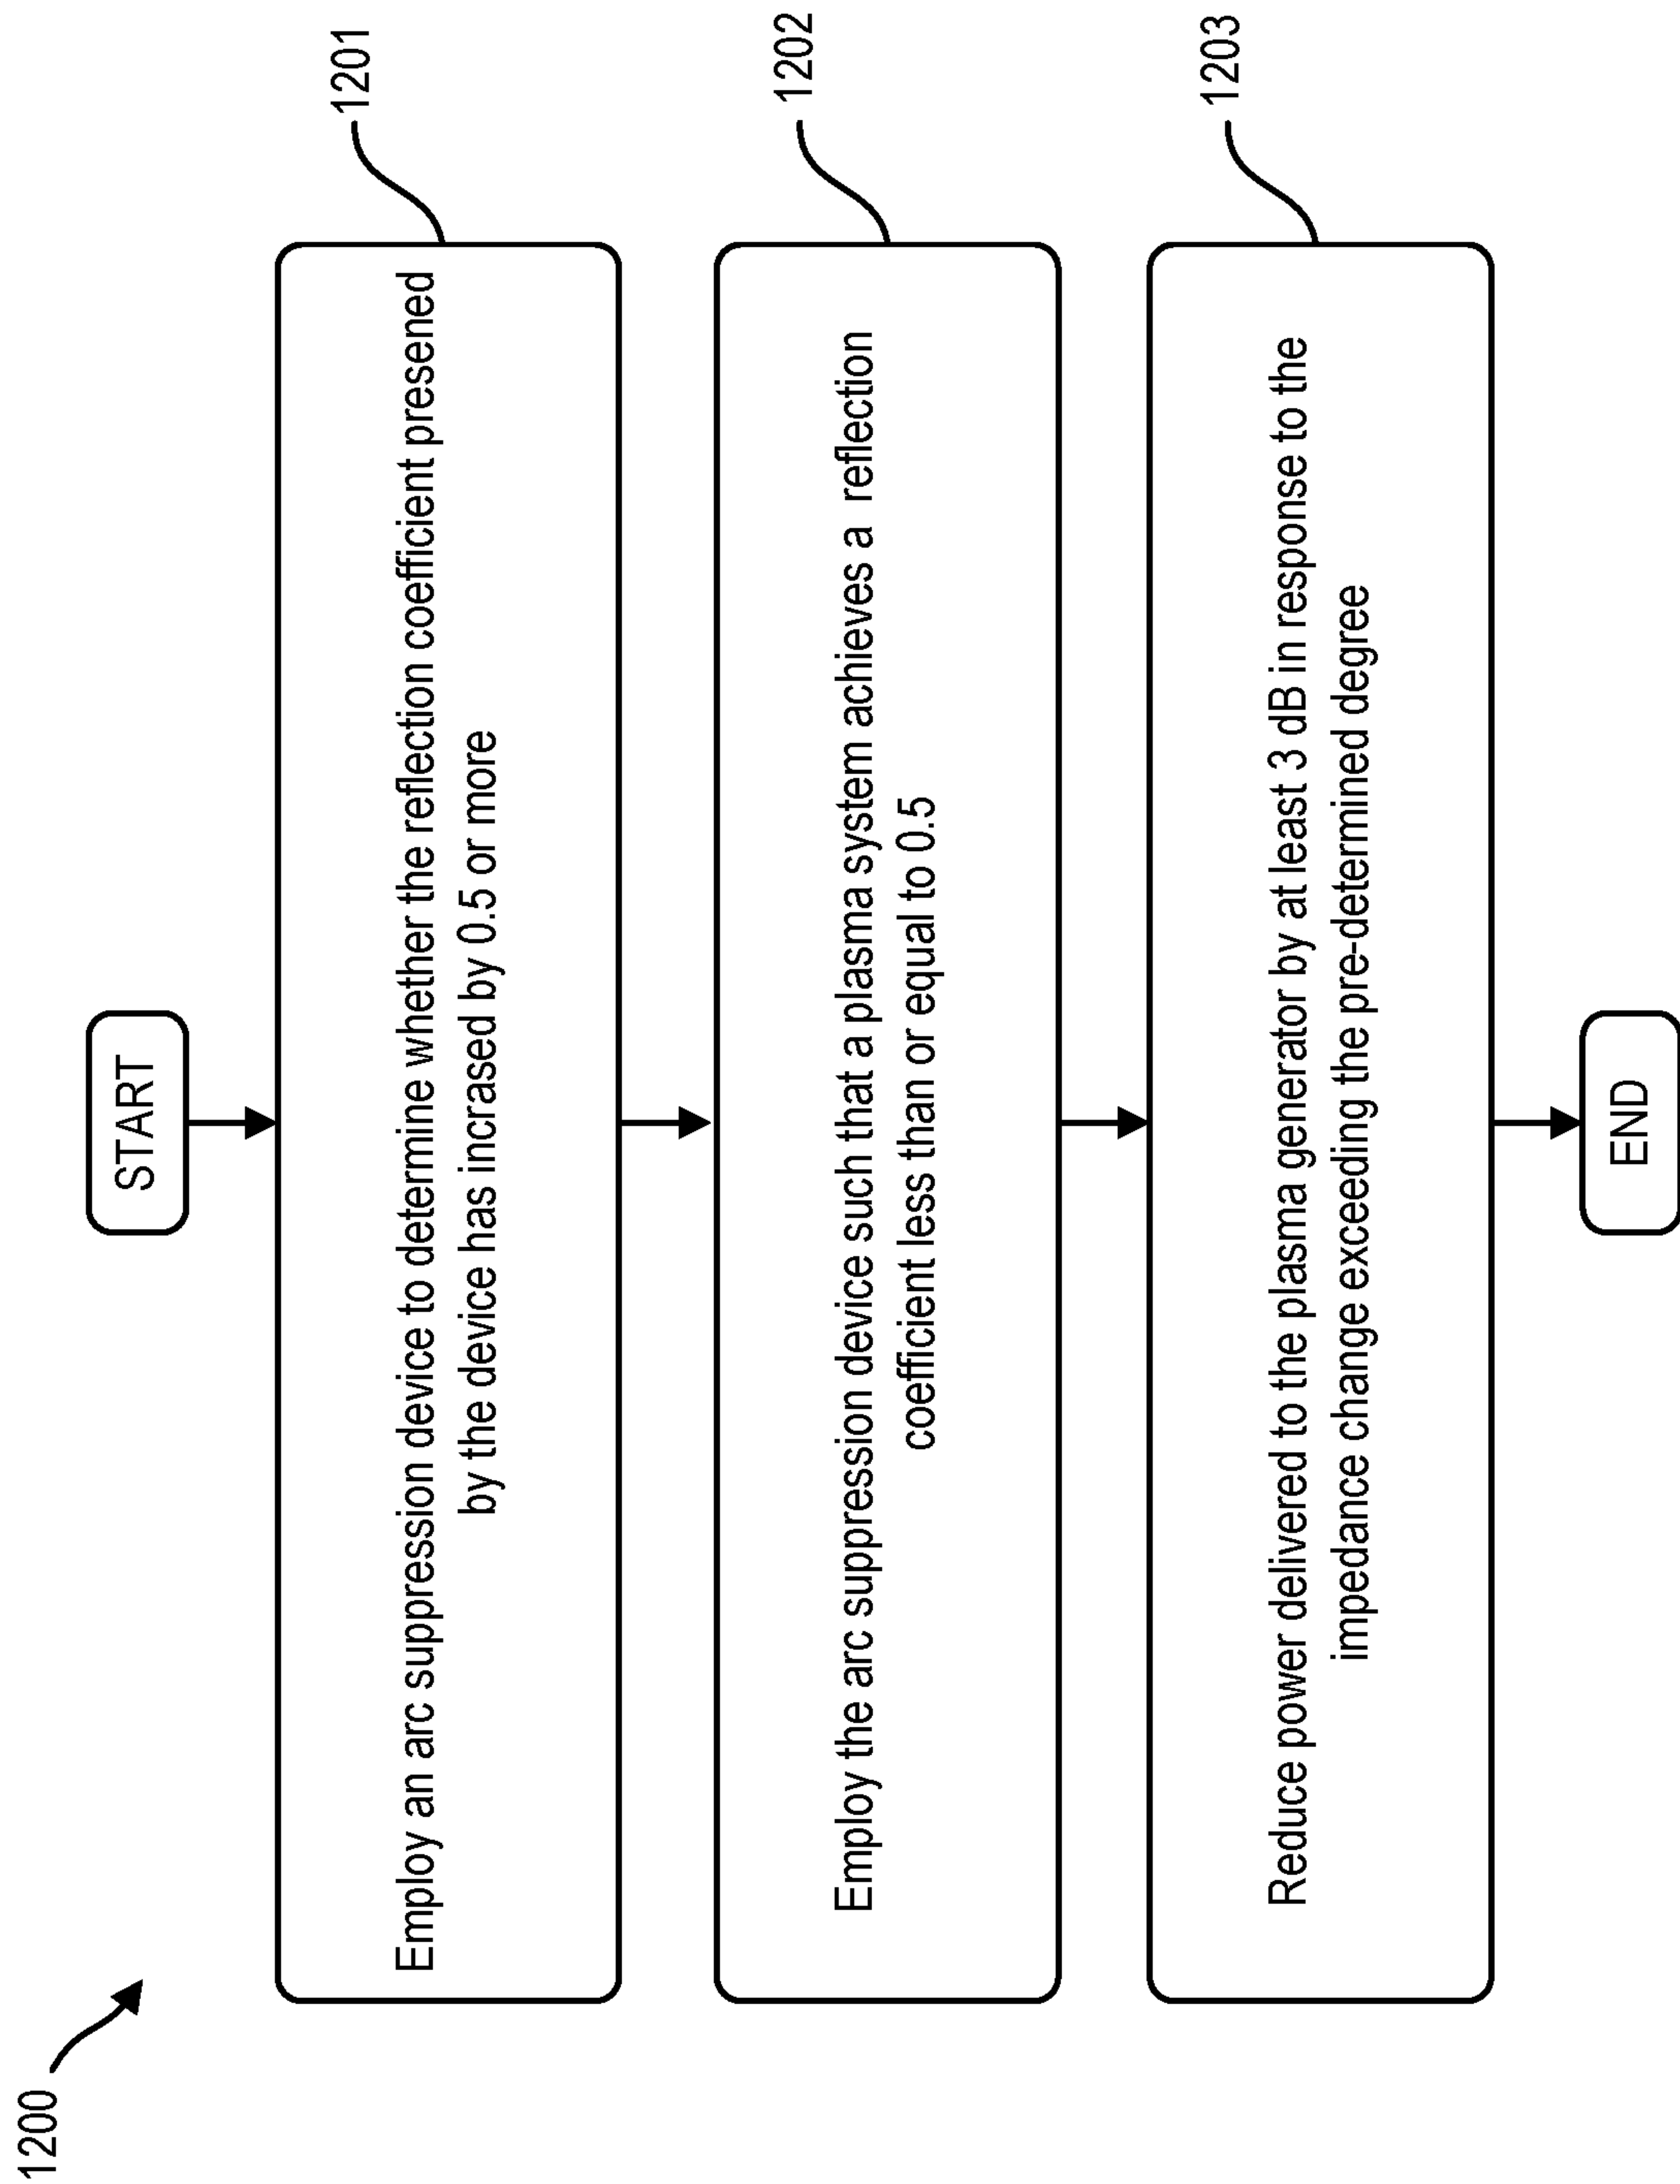 1200
START
Employ an arc suppression device to determine whether the reflection coefficient presened
by the device has incrased by 0.5 or more
1201
Employ the arc suppression device such that a plasma system achieves a reflection
coefficient less than or equal to 0.5
1202
Reduce power delivered to the plasma generator by at least 3 dB in response to the
impedance change exceeding the pre-determined degree
1203
END